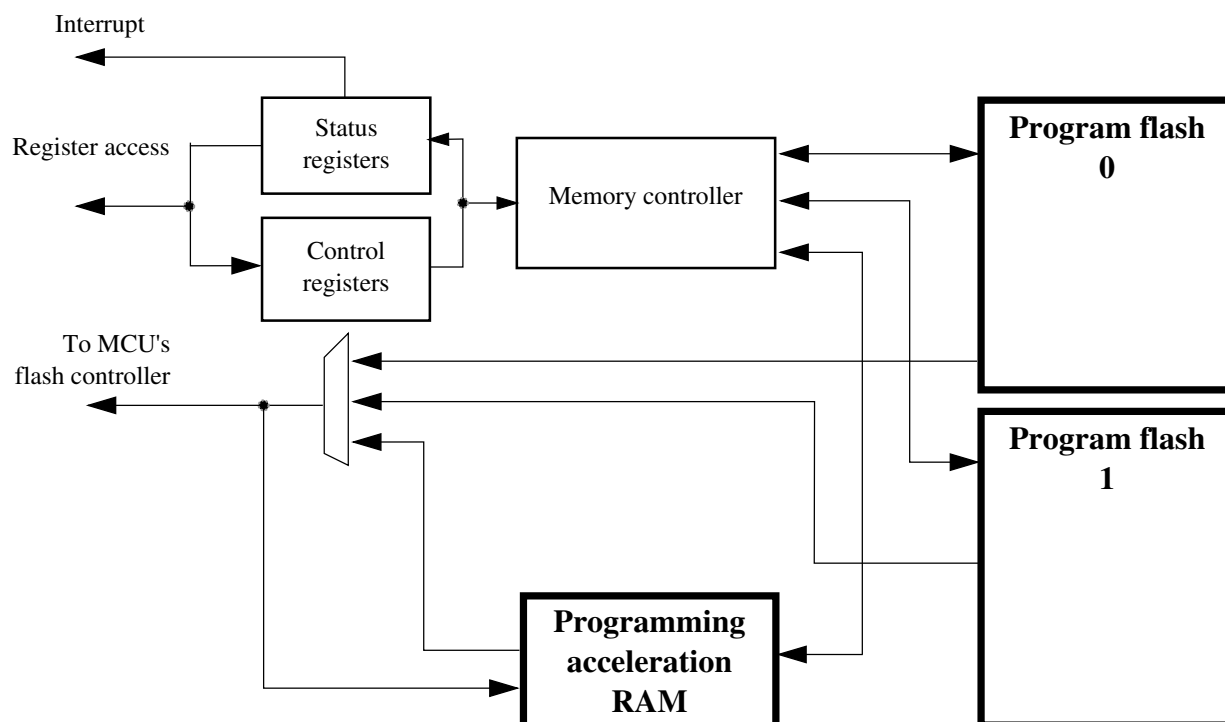 Interrupt
Register access
Status
registers
Control
registers
Memory controller
Program flash
0
To MCU's
flash controller
Program flash
1
Programming
acceleration
RAM